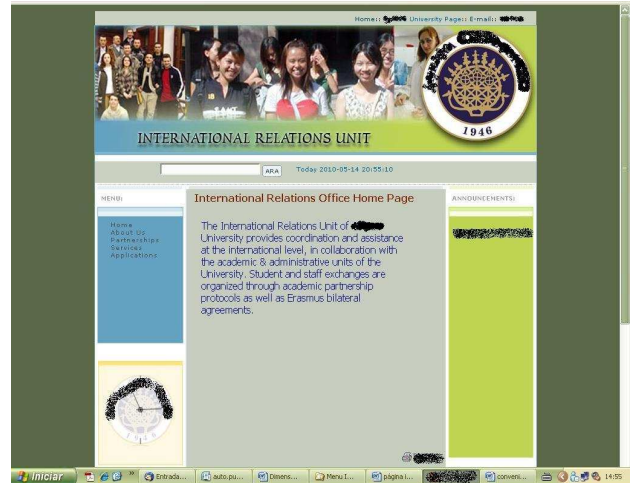 Home:: University Page:: E-mail::
1946
INTERNATIONAL RELATIONS UNIT
ARA Today 2010-05-14 20:55:10
MENU:
Home
About Us
Partnerships
Services
Applications
International Relations Office Home Page
The International Relations Unit of
University provides coordination and assistance
at the international level, in collaboration with
the academic & administrative units of the
University. Student and staff exchanges are
organized through academic partnership
protocols as well as Erasmus bilateral
agreements.
ANNOUNCEMENTS:
1946
Iniciar » Entrada... auto.pu... Dimens... Menu I... página i... conveni... 14:55